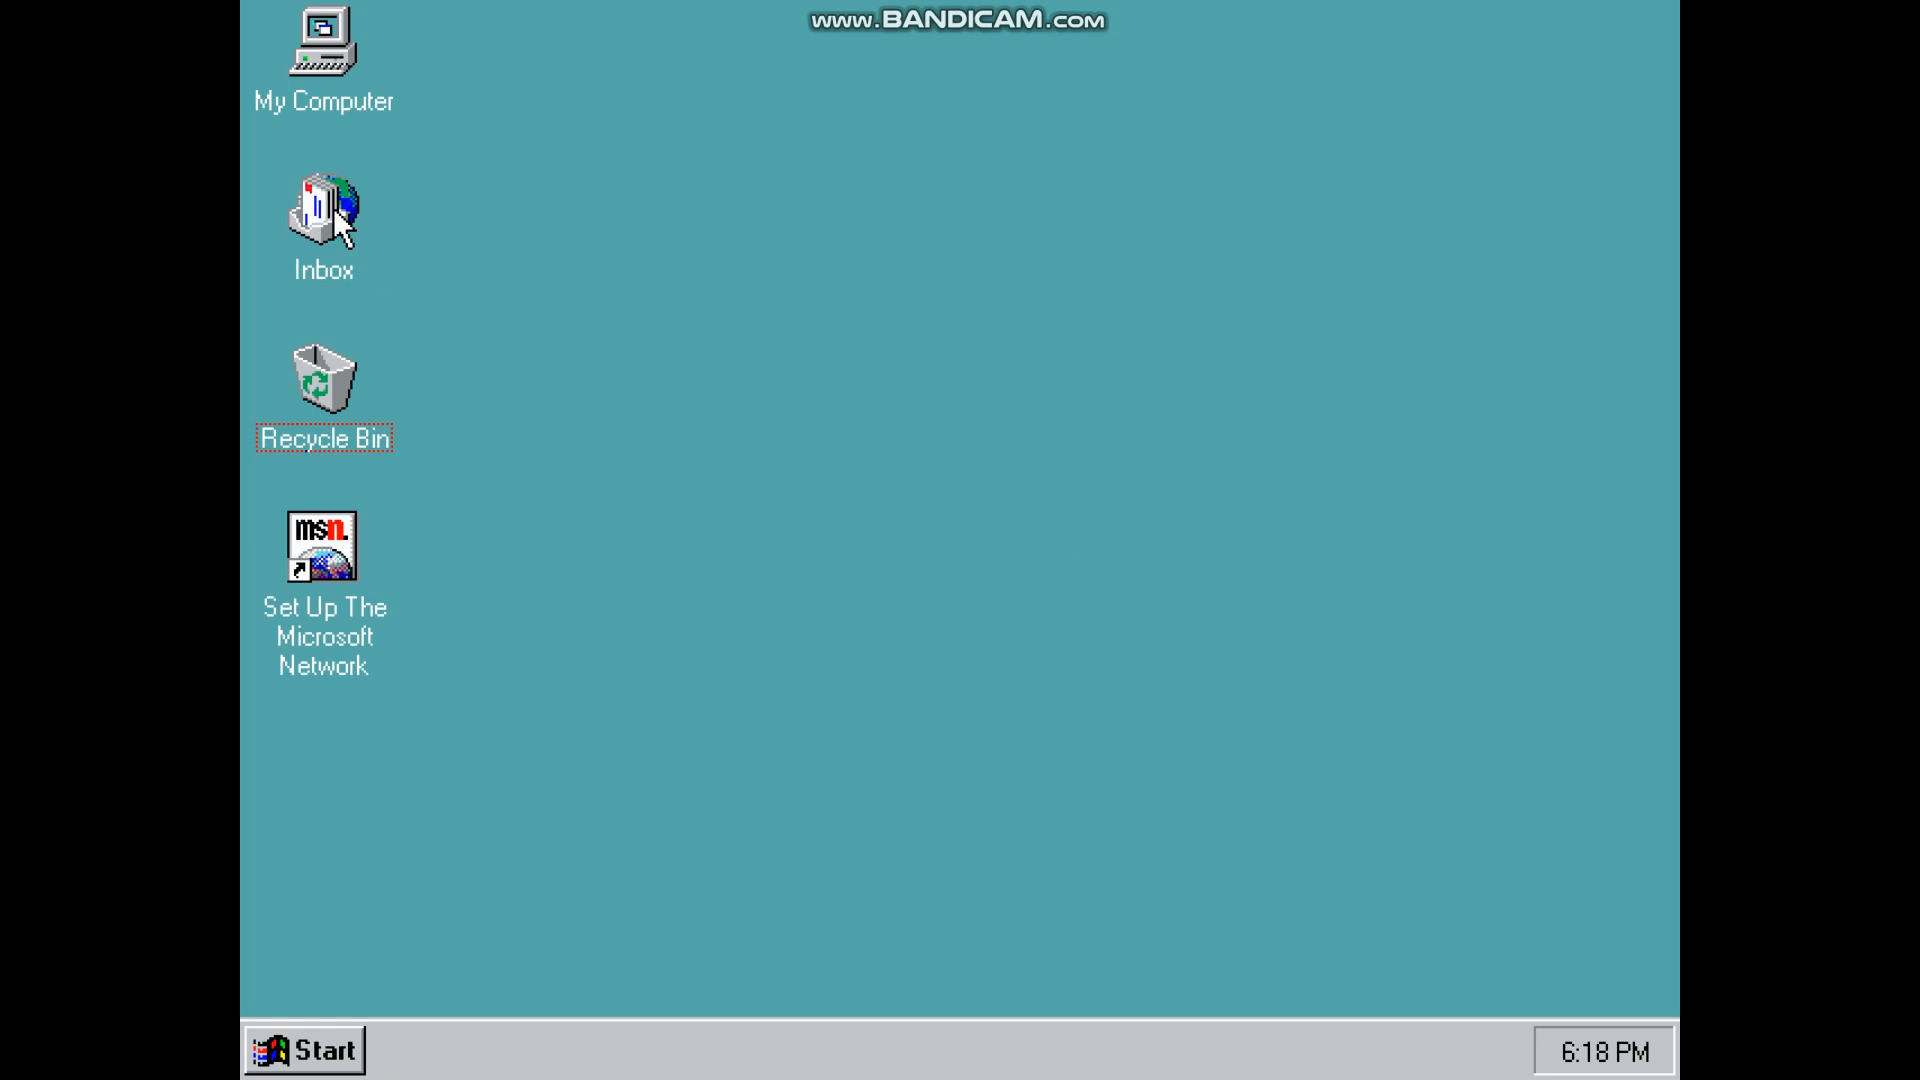 www.BANDICAM.com
My Computer
Inbox
Recycle Bin
msn.
Set Up The
Microsoft
Network
Start
6:18 PM